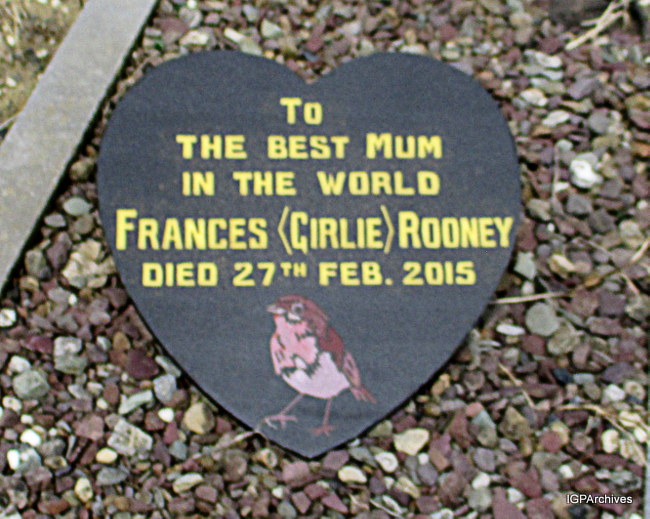 To
THE BEST MUM
IN THE WORLD
FRANCES (GIRLIE) ROONEY
DIED 27TH FEB. 2015
IGPArchives